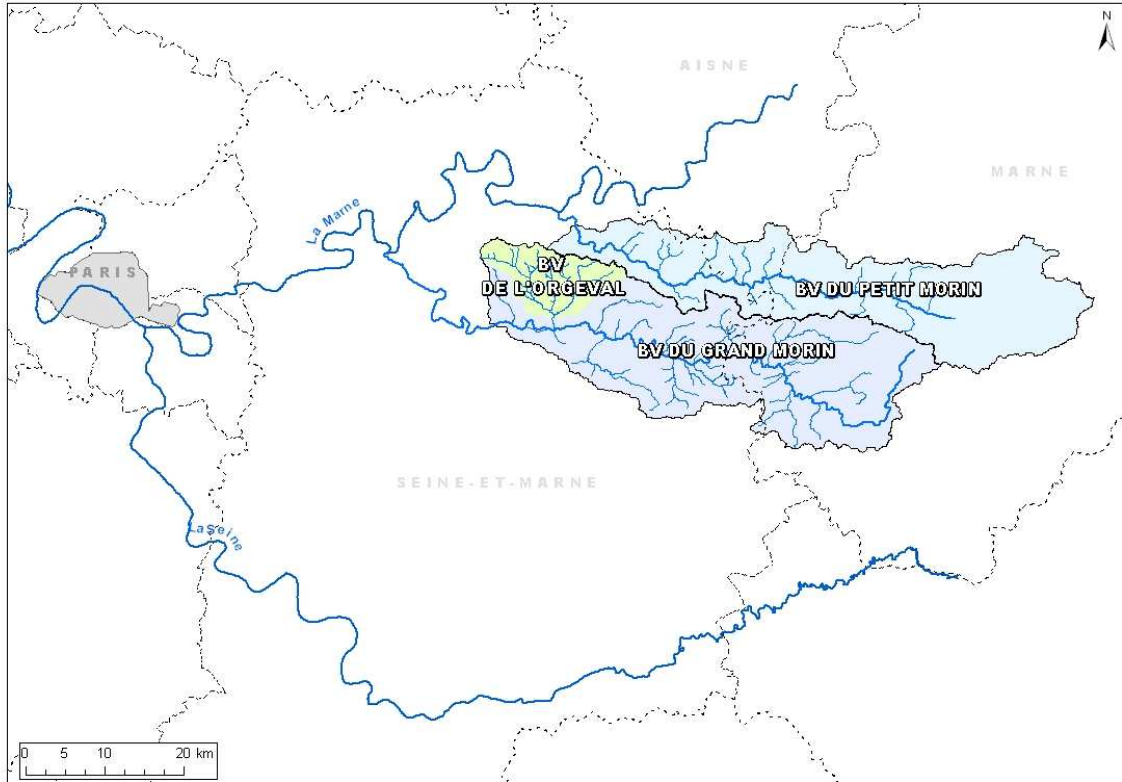 N
AISNE
MARNE
La Marne
PARIS
BV
DE L'ORGEVAL
BV DU PETIT MORIN
BV DU GRAND MORIN
SEINE-ET-MARNE
La Seine
0 5 10 20 km